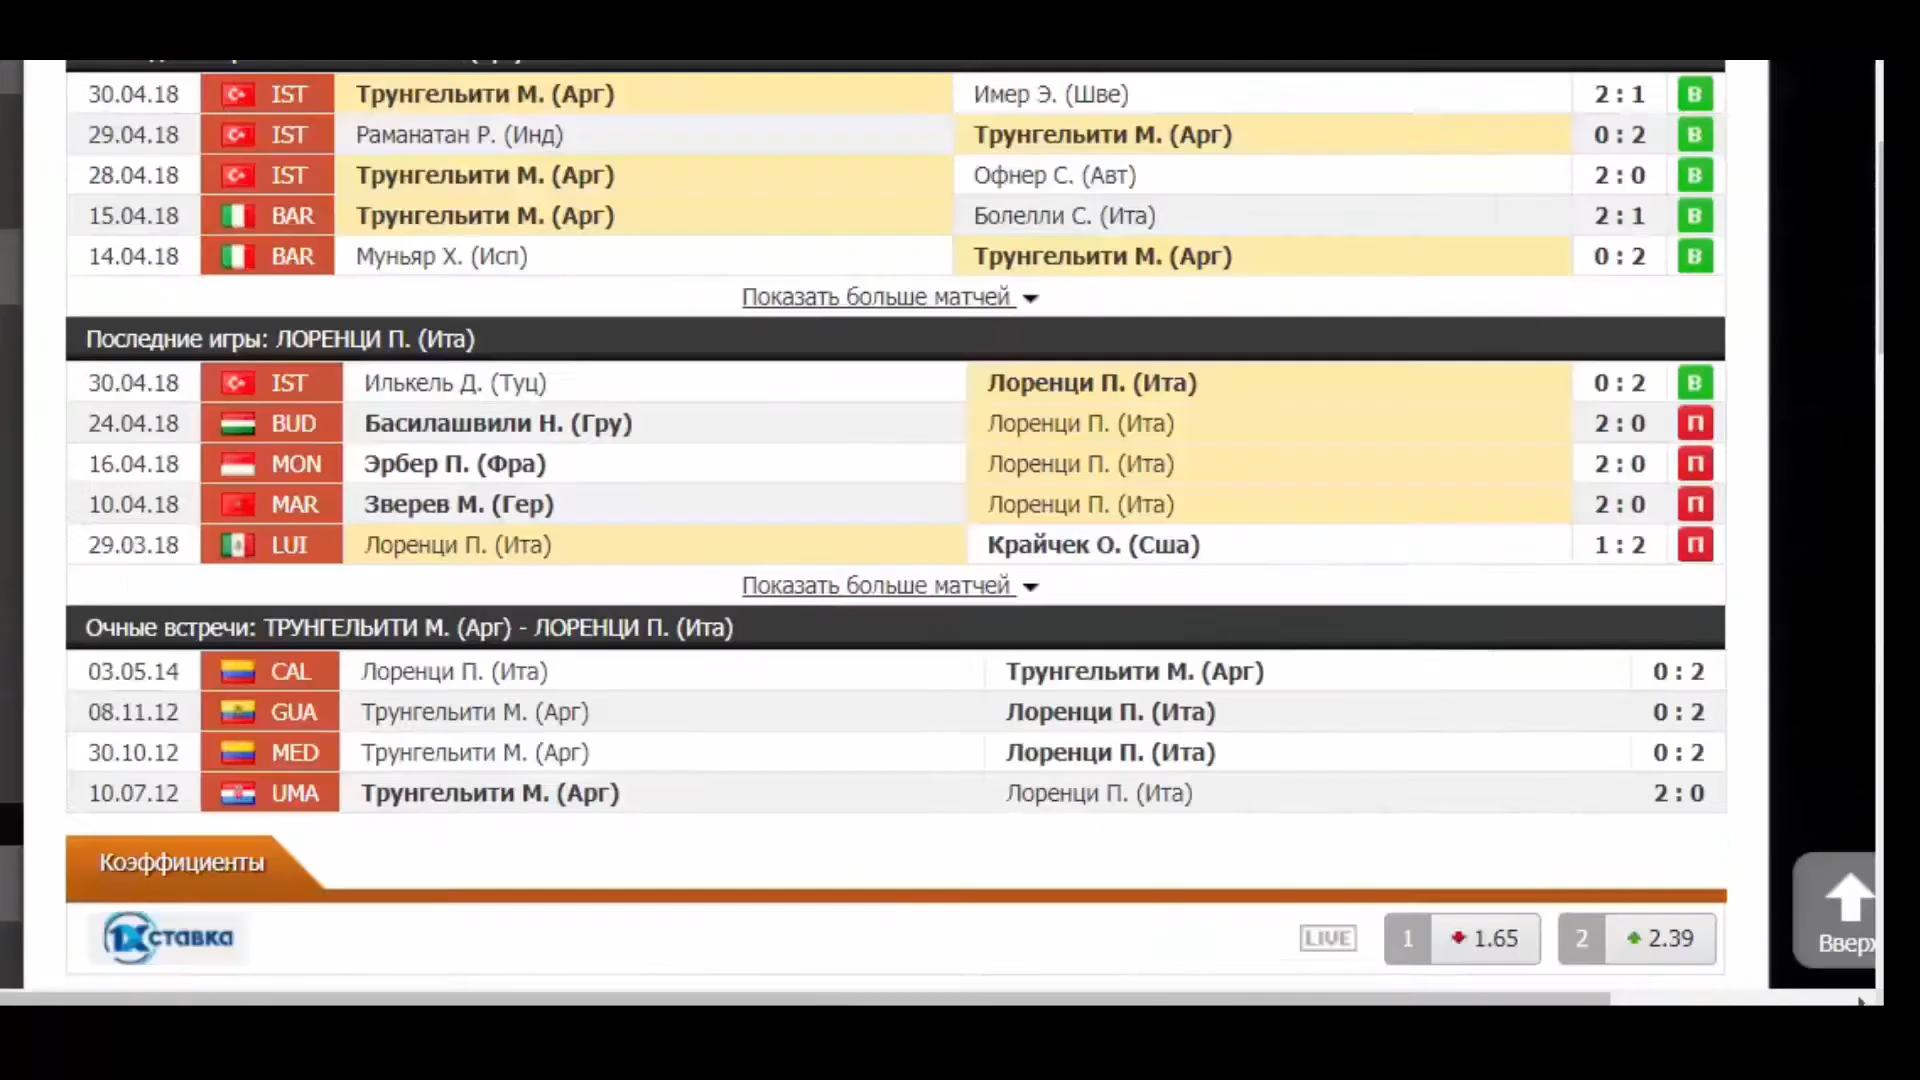 30.04.18 IST Трунгельити М. (Арг) Имер Э. (Шве) 2 : 1 В
29.04.18 IST Раманатан Р. (Инд) Трунгельити М. (Арг) 0 : 2 В
28.04.18 IST Трунгельити М. (Арг) Офнер С. (Авт) 2 : 0 В
15.04.18 BAR Трунгельити М. (Арг) Болелли С. (Ита) 2 : 1 В
14.04.18 BAR Муньяр Х. (Исп) Трунгельити М. (Арг) 0 : 2 В
Показать больше матчей
Последние игры: ЛОРЕНЦИ П. (Ита)
30.04.18 IST Илькель Д. (Туц) Лоренци П. (Ита) 0 : 2 В
24.04.18 BUD Басилашвили Н. (Гру) Лоренци П. (Ита) 2 : 0 П
16.04.18 MON Эрбер П. (Фра) Лоренци П. (Ита) 2 : 0 П
10.04.18 MAR Зверев М. (Гер) Лоренци П. (Ита) 2 : 0 П
29.03.18 LUI Лоренци П. (Ита) Крайчек О. (Сша) 1 : 2 П
Показать больше матчей
Очные встречи: ТРУНГЕЛЬИТИ М. (Арг) - ЛОРЕНЦИ П. (Ита)
03.05.14 CAL Лоренци П. (Ита) Трунгельити М. (Арг) 0 : 2
08.11.12 GUA Трунгельити М. (Арг) Лоренци П. (Ита) 0 : 2
30.10.12 MED Трунгельити М. (Арг) Лоренци П. (Ита) 0 : 2
10.07.12 UMA Трунгельити М. (Арг) Лоренци П. (Ита) 2 : 0
Коэффициенты
1Xставка LIVE 1 1.65 2 2.39
Вверх